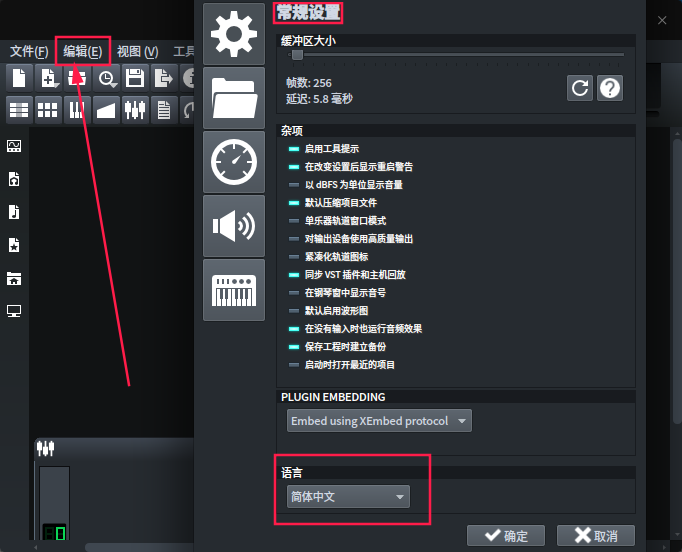 常规设置
文件(F) 编辑(E) 视图 (V) 工具
缓冲区大小
帧数: 256
延迟: 5.8 毫秒
杂项
启用工具提示
在改变设置后显示重启警告
以 dBFS 为单位显示音量
默认压缩项目文件
单乐器轨道窗口模式
对输出设备使用高质量输出
紧凑化轨道图标
同步 VST 插件和主机回放
在钢琴窗中显示音号
默认启用波形图
在没有输入时也运行音频效果
保存工程时建立备份
启动时打开最近的项目
PLUGIN EMBEDDING
Embed using XEmbed protocol
语言
简体中文
0
确定 取消